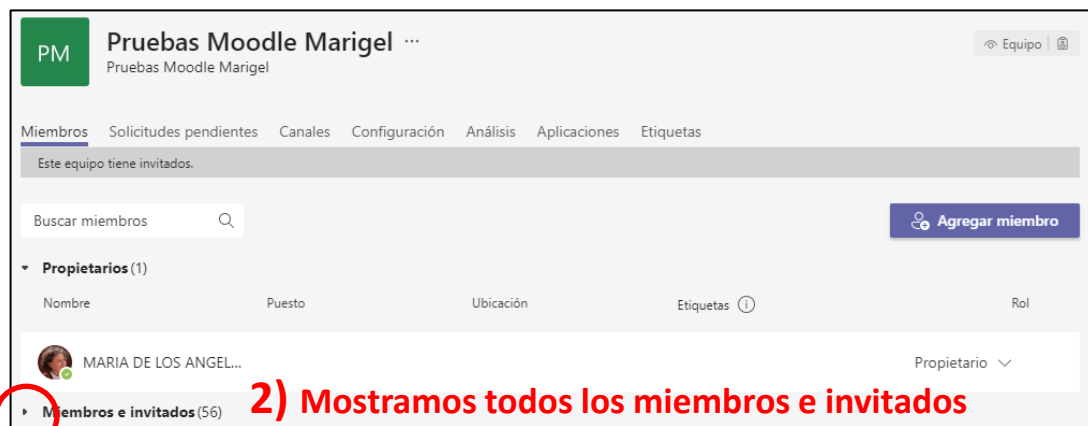 PM
Pruebas Moodle Marigel ...
Pruebas Moodle Marigel
Equipo
Miembros Solicitudes pendientes Canales Configuración Análisis Aplicaciones Etiquetas
Este equipo tiene invitados.
Buscar miembros
Agregar miembro
Propietarios (1)
Nombre Puesto Ubicación Etiquetas Rol
MARIA DE LOS ANGEL... Propietario
Miembros e invitados (56) 2) Mostramos todos los miembros e invitados